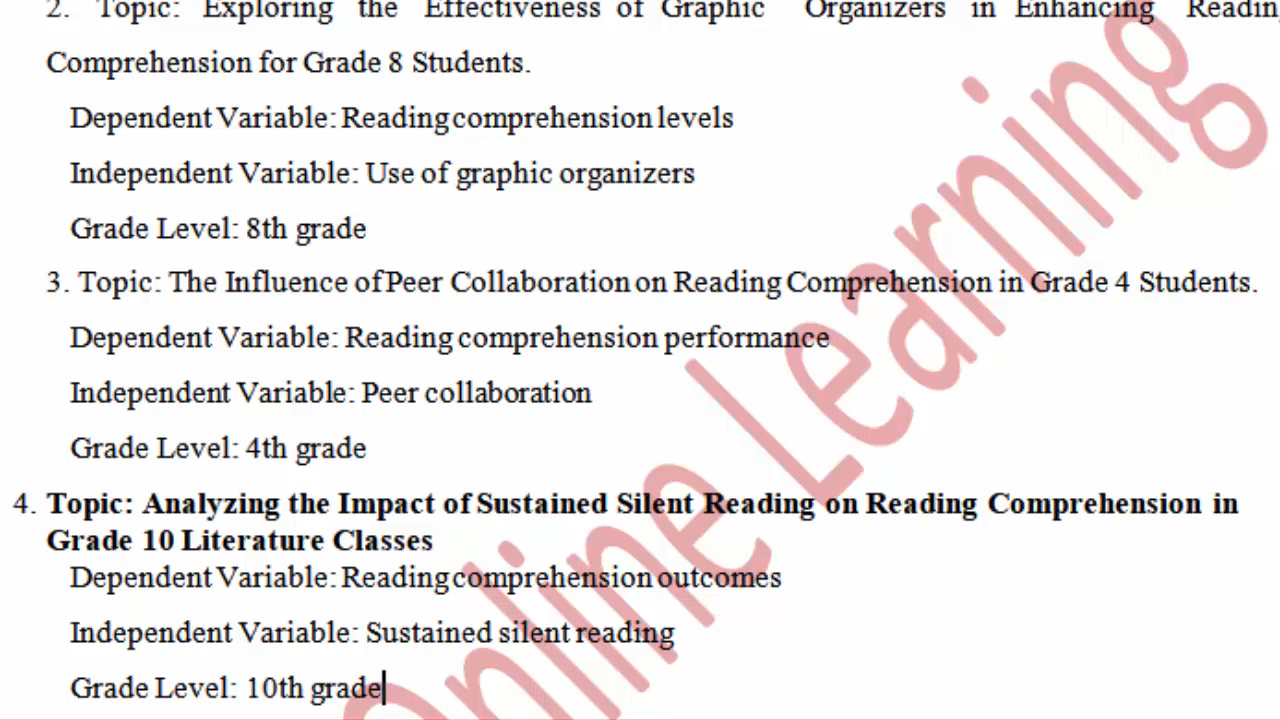 2. Topic: Exploring the Effectiveness of Graphic Organizers in Enhancing
Comprehension for Grade 8 Students.
Dependent Variable: Reading comprehension levels
Independent Variable: Use of graphic organizers
Grade Level: 8th grade
3. Topic: The Influence of Peer Collaboration on Reading Comprehension in Grade 4 Students.
Dependent Variable: Reading comprehension performance
Independent Variable: Peer collaboration
Grade Level: 4th grade
4. Topic: Analyzing the Impact of Sustained Silent Reading on Reading Comprehension in
Grade 10 Literature Classes
Dependent Variable: Reading comprehension outcomes
Independent Variable: Sustained silent reading
Grade Level: 10th grade
Online Learning